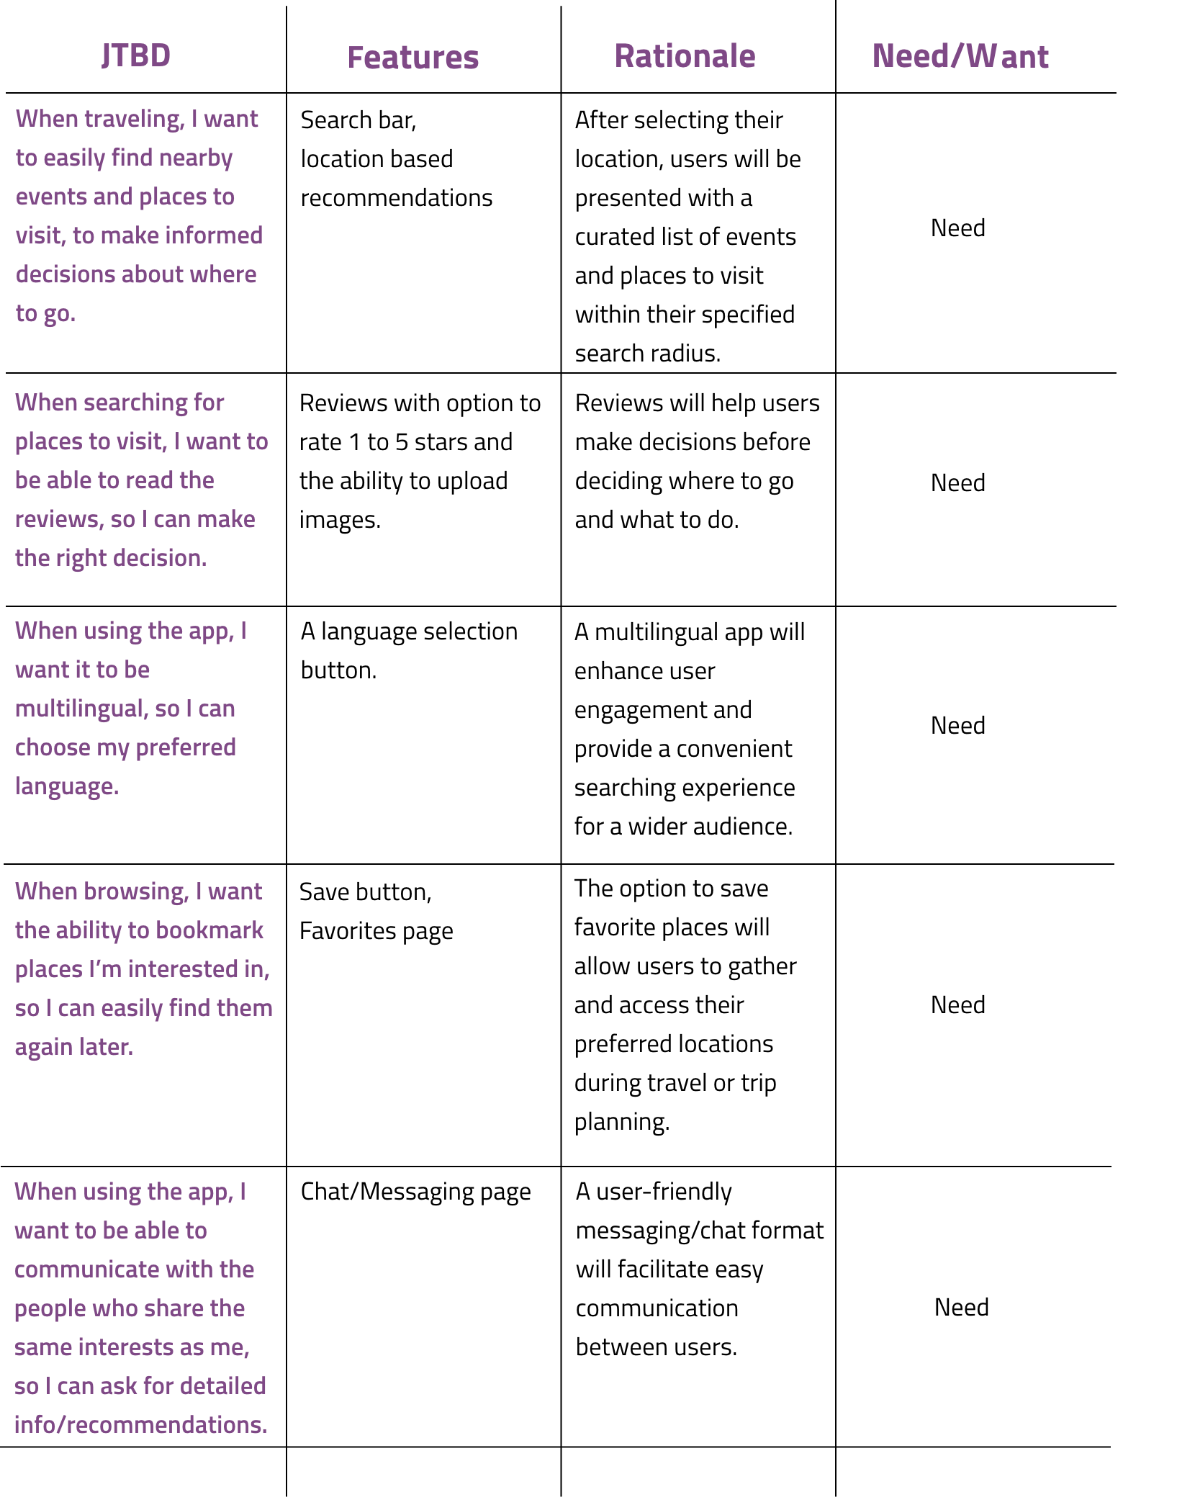 JTBD
Features
Rationale
Need/Want
When traveling, I want
to easily find nearby
events and places to
visit, to make informed
decisions about where
to go.
Search bar,
location based
recommendations
After selecting their
location, users will be
presented with a
curated list of events
and places to visit
within their specified
search radius.
Need
When searching for
places to visit, I want to
be able to read the
reviews, so I can make
the right decision.
Reviews with option to
rate 1 to 5 stars and
the ability to upload
images.
Reviews will help users
make decisions before
deciding where to go
and what to do.
Need
When using the app, I
want it to be
multilingual, so I can
choose my preferred
language.
A language selection
button.
A multilingual app will
enhance user
engagement and
provide a convenient
searching experience
for a wider audience.
Need
When browsing, I want
the ability to bookmark
places I’m interested in,
so I can easily find them
again later.
Save button,
Favorites page
The option to save
favorite places will
allow users to gather
and access their
preferred locations
during travel or trip
planning.
Need
When using the app, I
want to be able to
communicate with the
people who share the
same interests as me,
so I can ask for detailed
info/recommendations.
Chat/Messaging page
A user-friendly
messaging/chat format
will facilitate easy
communication
between users.
Need